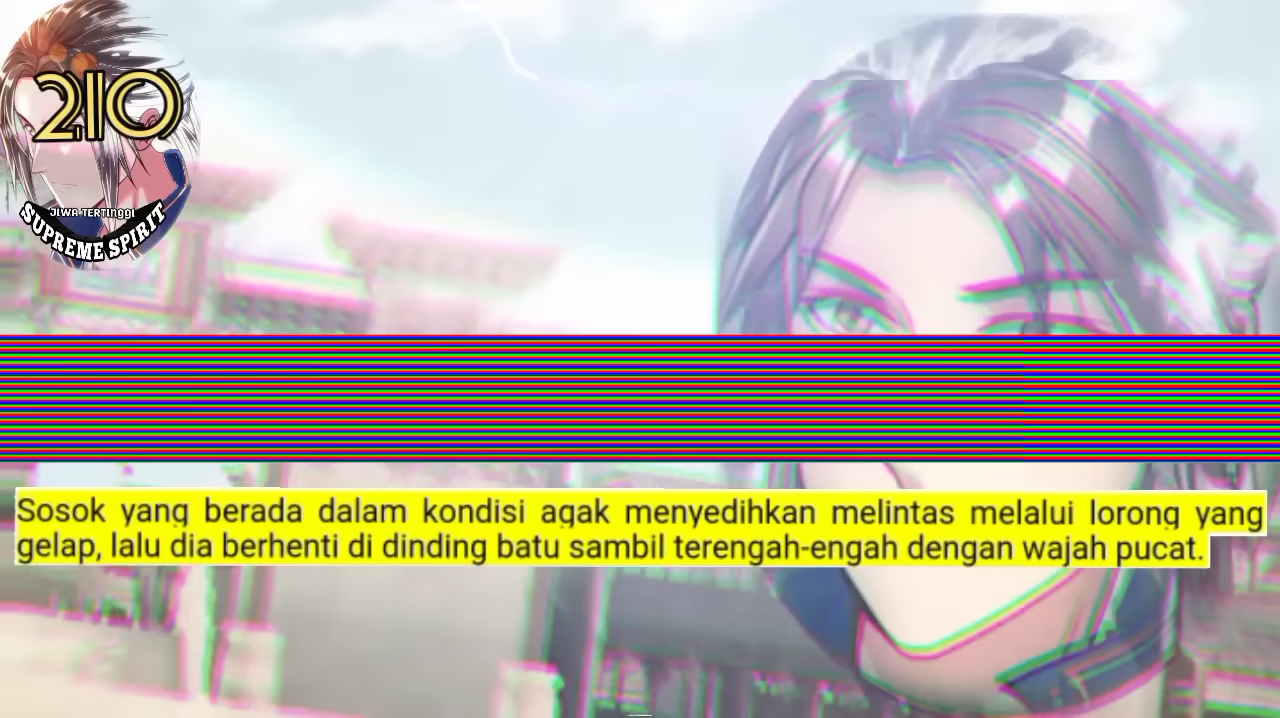 210
JIWA TERTINGGI
SUPREME SPIRIT
Sosok yang berada dalam kondisi agak menyedihkan melintas melalui lorong yang
gelap, lalu dia berhenti di dinding batu sambil terengah-engah dengan wajah pucat.